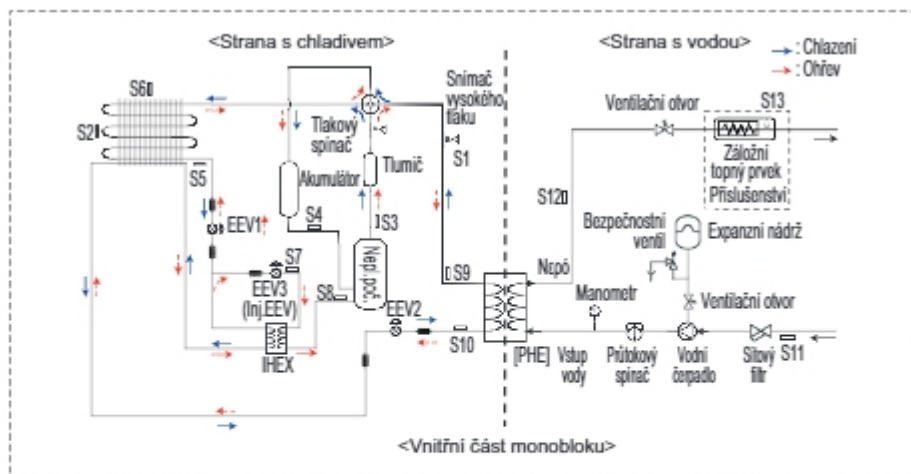 <Strana s chladivem>
<Strana s vodou>
: Chlazení
: Ohřev
S6
S2
S5
Tlakový
spínač
Snímač
vysokého
tlaku
S1
Akumulátor
Tlumič
S4
S3
EEV1
S7
EEV3
(Inj.EEV)
S8
IHEX
EEV2
S9
S10
Ventilační otvor
S13
Záložní
topný prvek
Příslušenství
S12
Bezpečnostní
ventil
Expanzní nádrž
Manometr
Ventilační otvor
[PHE]
Vstup
vody
Průtokový
spínač
Vodní
čerpadlo
Sítový
filtr
S11
<Vnitřní část monobloku>